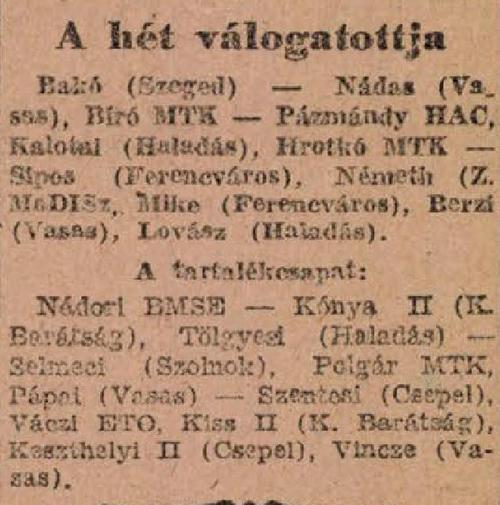 A hét válogatottja
Bakó (Szeged) — Nádas (Va-
sas), Bíró MTK — Pázmándy HAC,
Kalotai (Haladás), Hrotkó MTK —
Sipos (Ferencváros), Németh (Z.
MaDISz, Mike (Ferencváros), Berzi
(Vasas), Lovász (Haladás).
A tartalékcsapat:
Nádori BMSE — Kónya II (K.
Barátság), Tölgyesi (Haladás) —
Selmeci (Szolnok), Polgár MTK,
Pápai (Vasas) — Szentesi (Csepel),
Váczi ETO, Kiss II (K. Barátság),
Keszthelyi II (Csepel), Vincze (Va-
sas).